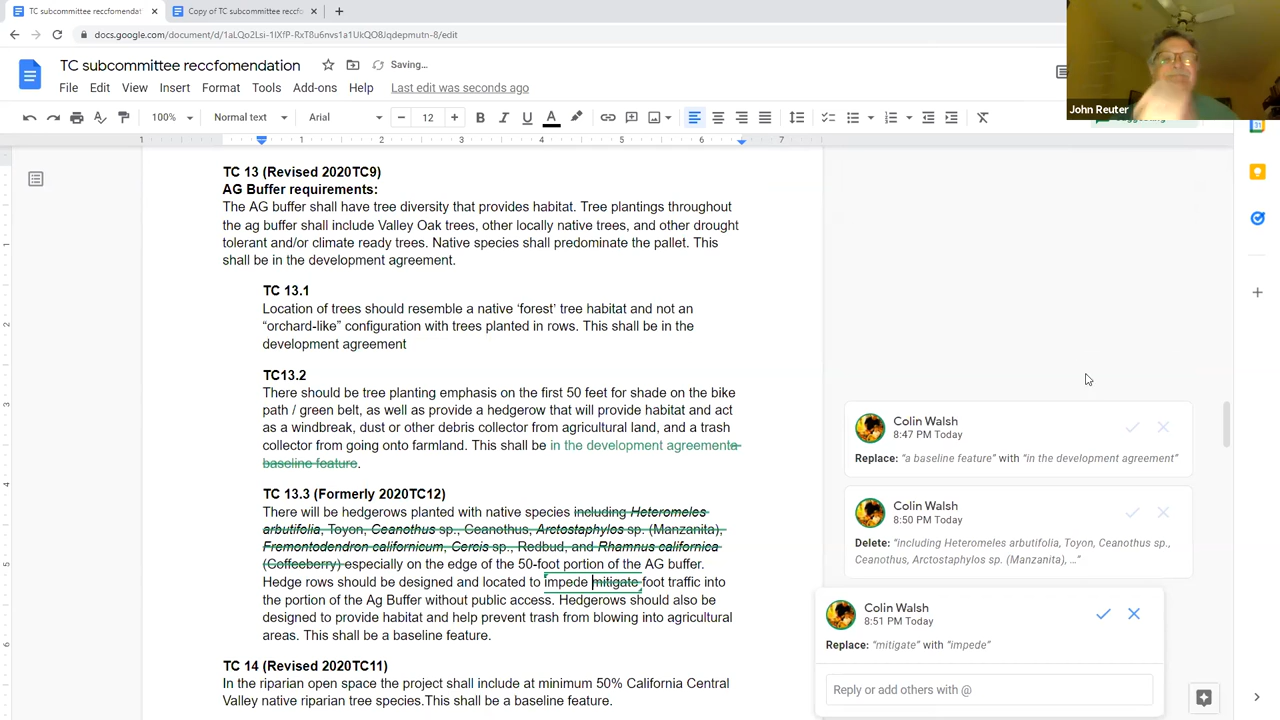 TC subcommittee reccfomendat
Copy of TC subcommittee reccfo
docs.google.com/document/d/1aLQo2Lsi-1IXfP-RxT8u6nvs1a1UkQO8Jqdepmutn-8/edit
TC subcommittee reccfomendation
Saving…
File Edit View Insert Format Tools Add-ons Help Last edit was seconds ago
John Reuter
100% Normal text Arial 12 B I U A
1 1 2 3 4 5 6 7
TC 13 (Revised 2020TC9)
AG Buffer requirements:
The AG buffer shall have tree diversity that provides habitat. Tree plantings throughout
the ag buffer shall include Valley Oak trees, other locally native trees, and other drought
tolerant and/or climate ready trees. Native species shall predominate the pallet. This
shall be in the development agreement.
TC 13.1
Location of trees should resemble a native ‘forest’ tree habitat and not an
“orchard-like” configuration with trees planted in rows. This shall be in the
development agreement
TC13.2
There should be tree planting emphasis on the first 50 feet for shade on the bike
path / green belt, as well as provide a hedgerow that will provide habitat and act
as a windbreak, dust or other debris collector from agricultural land, and a trash
collector from going onto farmland. This shall be in the development agreementa
baseline feature.
TC 13.3 (Formerly 2020TC12)
There will be hedgerows planted with native species including Heteromeles
arbutifolia, Toyon, Ceanothus sp., Ceanothus, Arctostaphylos sp. (Manzanita),
Fremontodendron californicum, Cercis sp., Redbud, and Rhamnus californica
(Coffeeberry) especially on the edge of the 50-foot portion of the AG buffer.
Hedge rows should be designed and located to impede mitigate foot traffic into
the portion of the Ag Buffer without public access. Hedgerows should also be
designed to provide habitat and help prevent trash from blowing into agricultural
areas. This shall be a baseline feature.
TC 14 (Revised 2020TC11)
In the riparian open space the project shall include at minimum 50% California Central
Valley native riparian tree species.This shall be a baseline feature.
Colin Walsh
8:47 PM Today
Replace: “a baseline feature” with “in the development agreement”
Colin Walsh
8:50 PM Today
Delete: “including Heteromeles arbutifolia, Toyon, Ceanothus sp.,
Ceanothus, Arctostaphylos sp. (Manzanita), …”
Colin Walsh
8:51 PM Today
Replace: “mitigate” with “impede”
Reply or add others with @